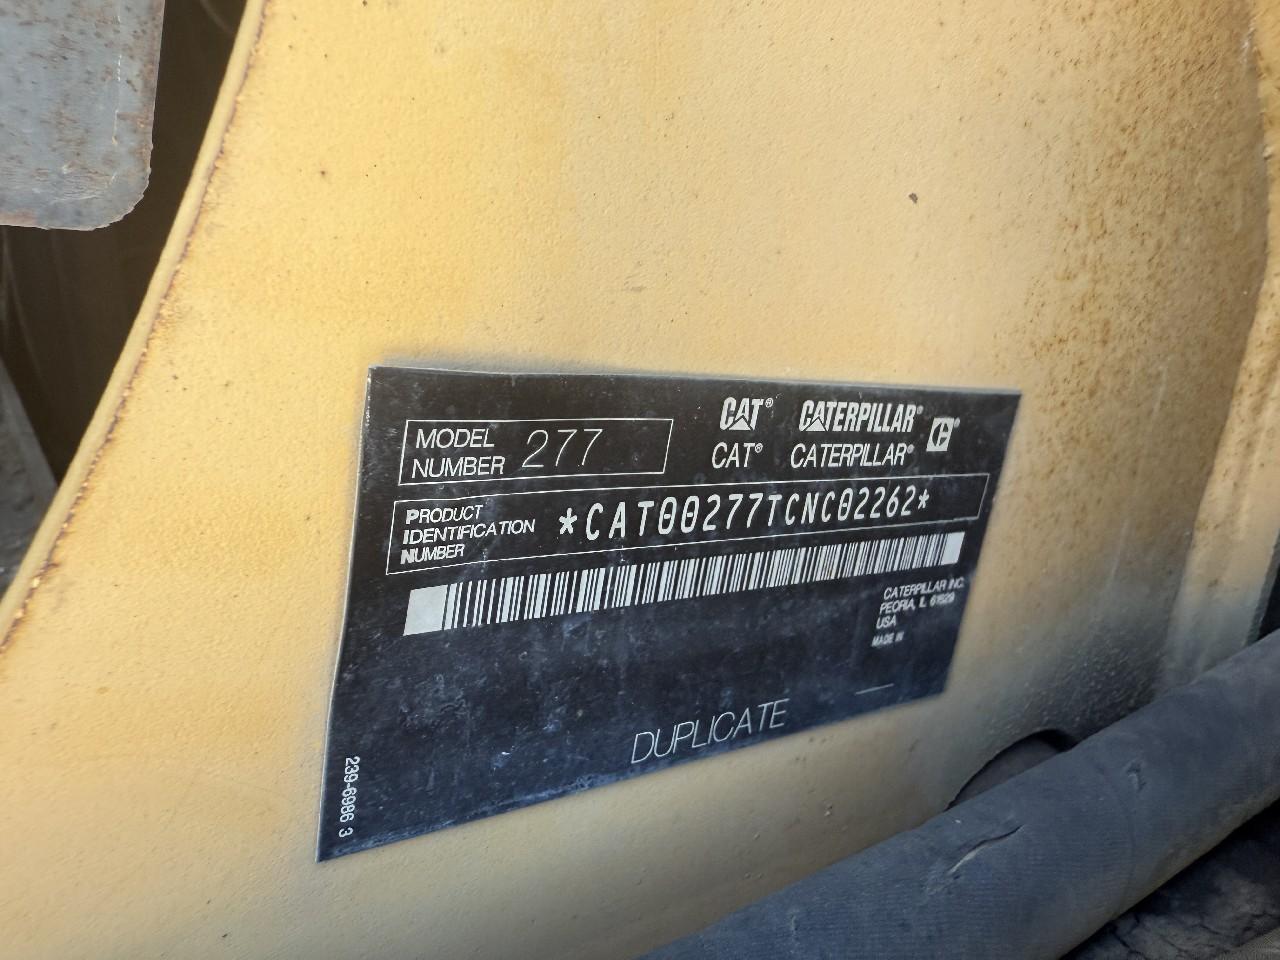 MODEL NUMBER 277
CAT® CATERPILLAR®
CAT® CATERPILLAR®
PRODUCT IDENTIFICATION NUMBER *CAT00277TCNC02262*
CATERPILLAR INC.
PEORIA, IL 61629
USA
MADE IN
DUPLICATE
239-6986 3